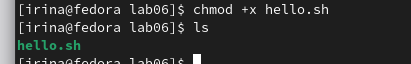 [irina@fedora lab06]$ chmod +x hello.sh
[irina@fedora lab06]$ ls
hello.sh
[irina@fedora lab06]$